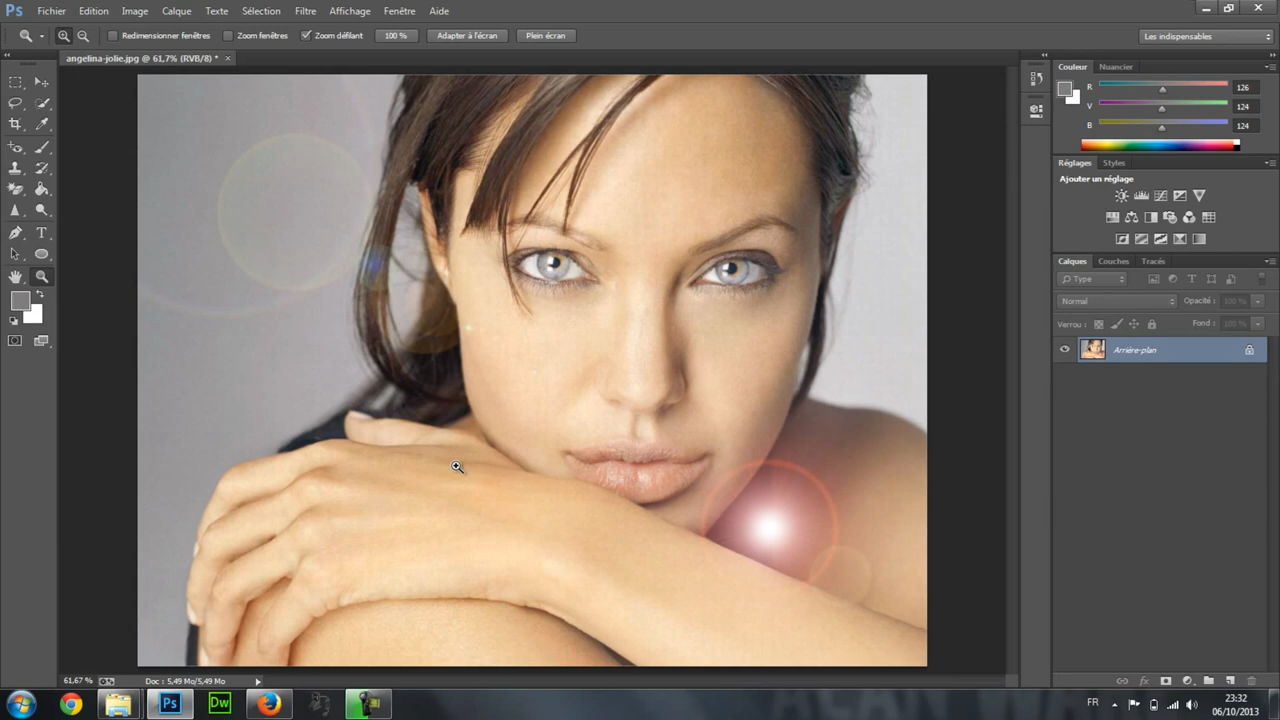 Ps Fichier Edition Image Calque Texte Sélection Filtre Affichage Fenêtre Aide
Redimensionner fenêtres Zoom fenêtres Zoom défilant 100 % Adapter à l'écran Plein écran Les indispensables
angelina-jolie.jpg @ 61,7% (RVB/8) * ×
Couleur Nuancier
R 126
V 124
B 124
Réglages Styles
Ajouter un réglage
Calques Couches Tracés
Type
Normal Opacité : 100 %
Verrou : Fond : 100 %
Arrière-plan
61,67 % Doc : 5,49 Mo/5,49 Mo
Ps Dw FR 23:32
06/10/2013